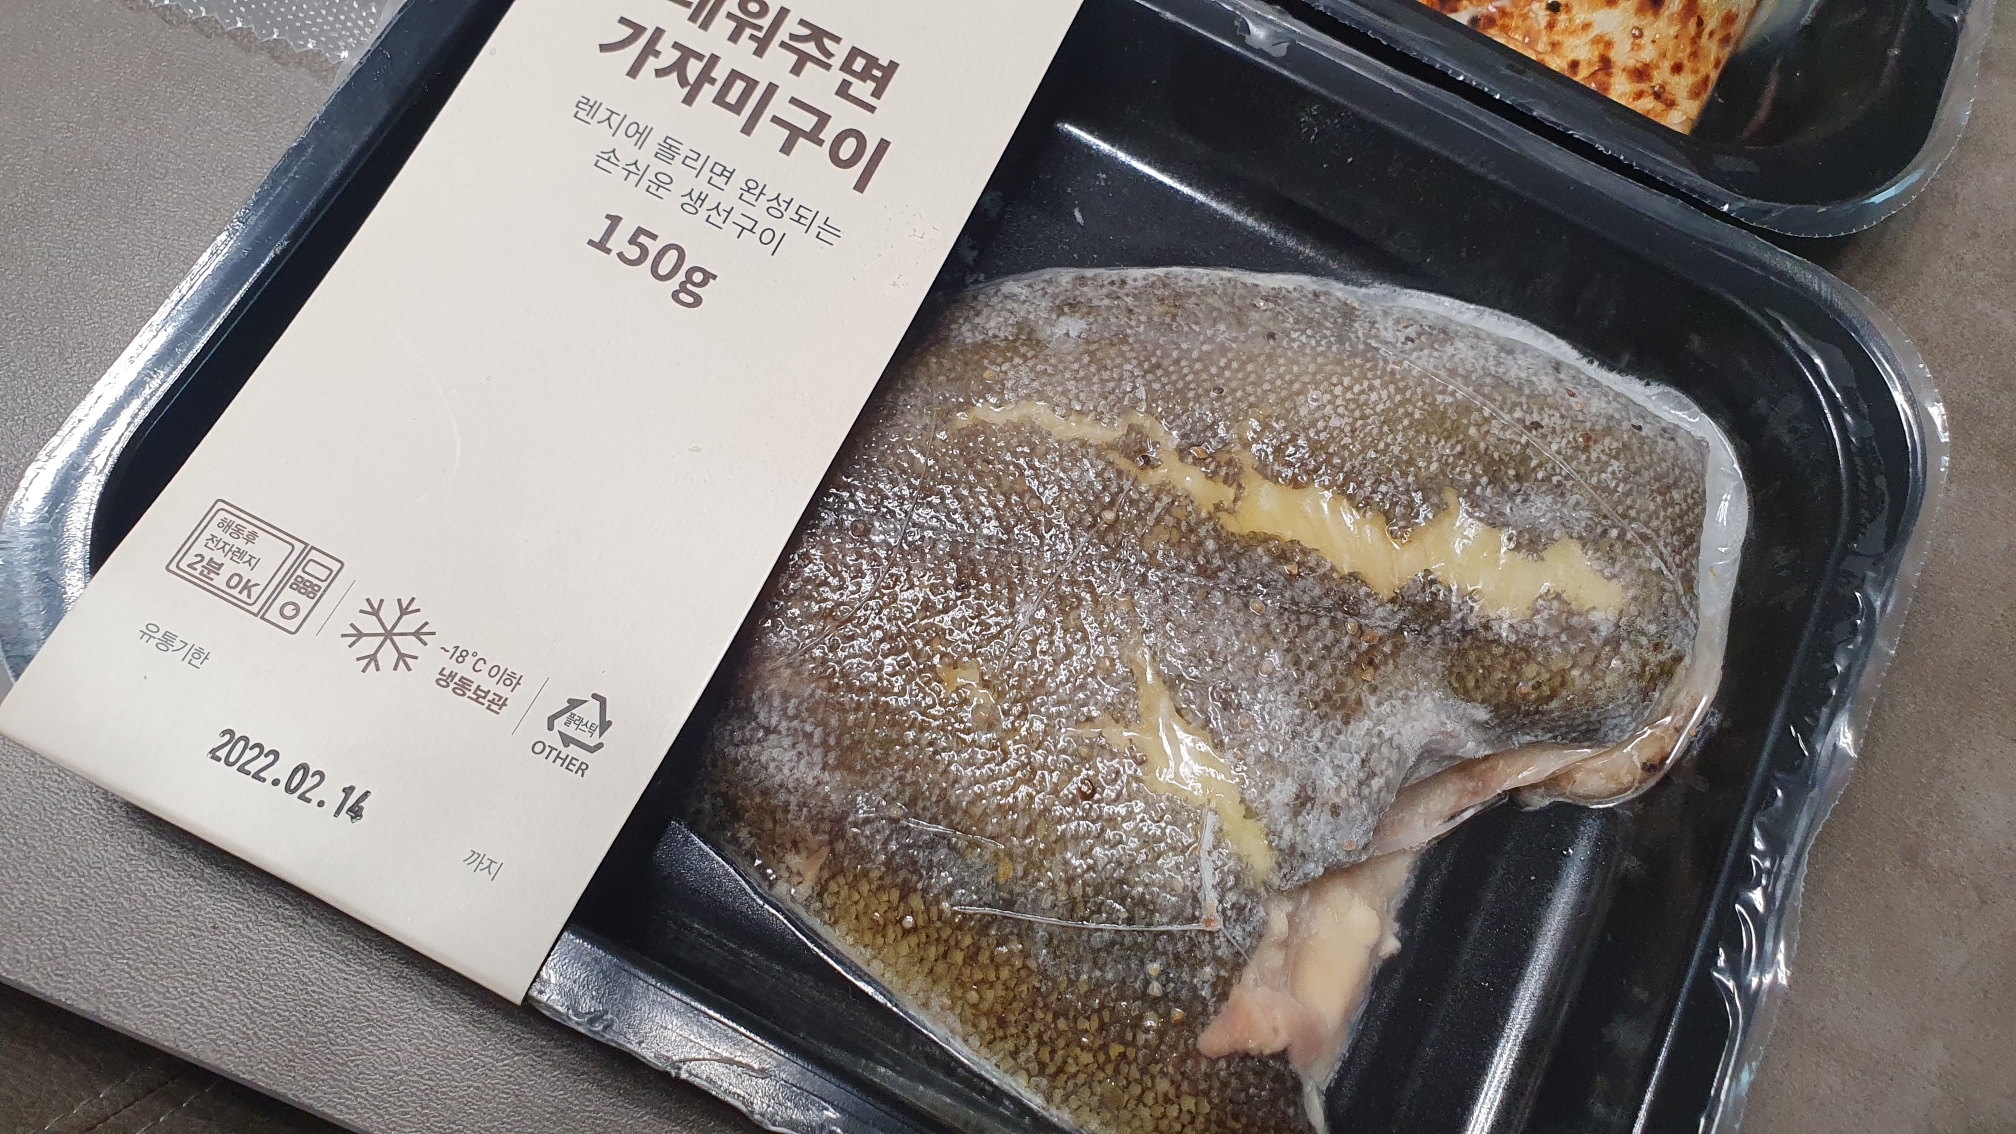 데워주면
가자미구이
렌지에 돌리면 완성되는
손쉬운 생선구이
150g
해동후
전자렌지
2분 OK
~18°C 이하
냉동보관
플라스틱
OTHER
유통기한
2022.02.14
까지